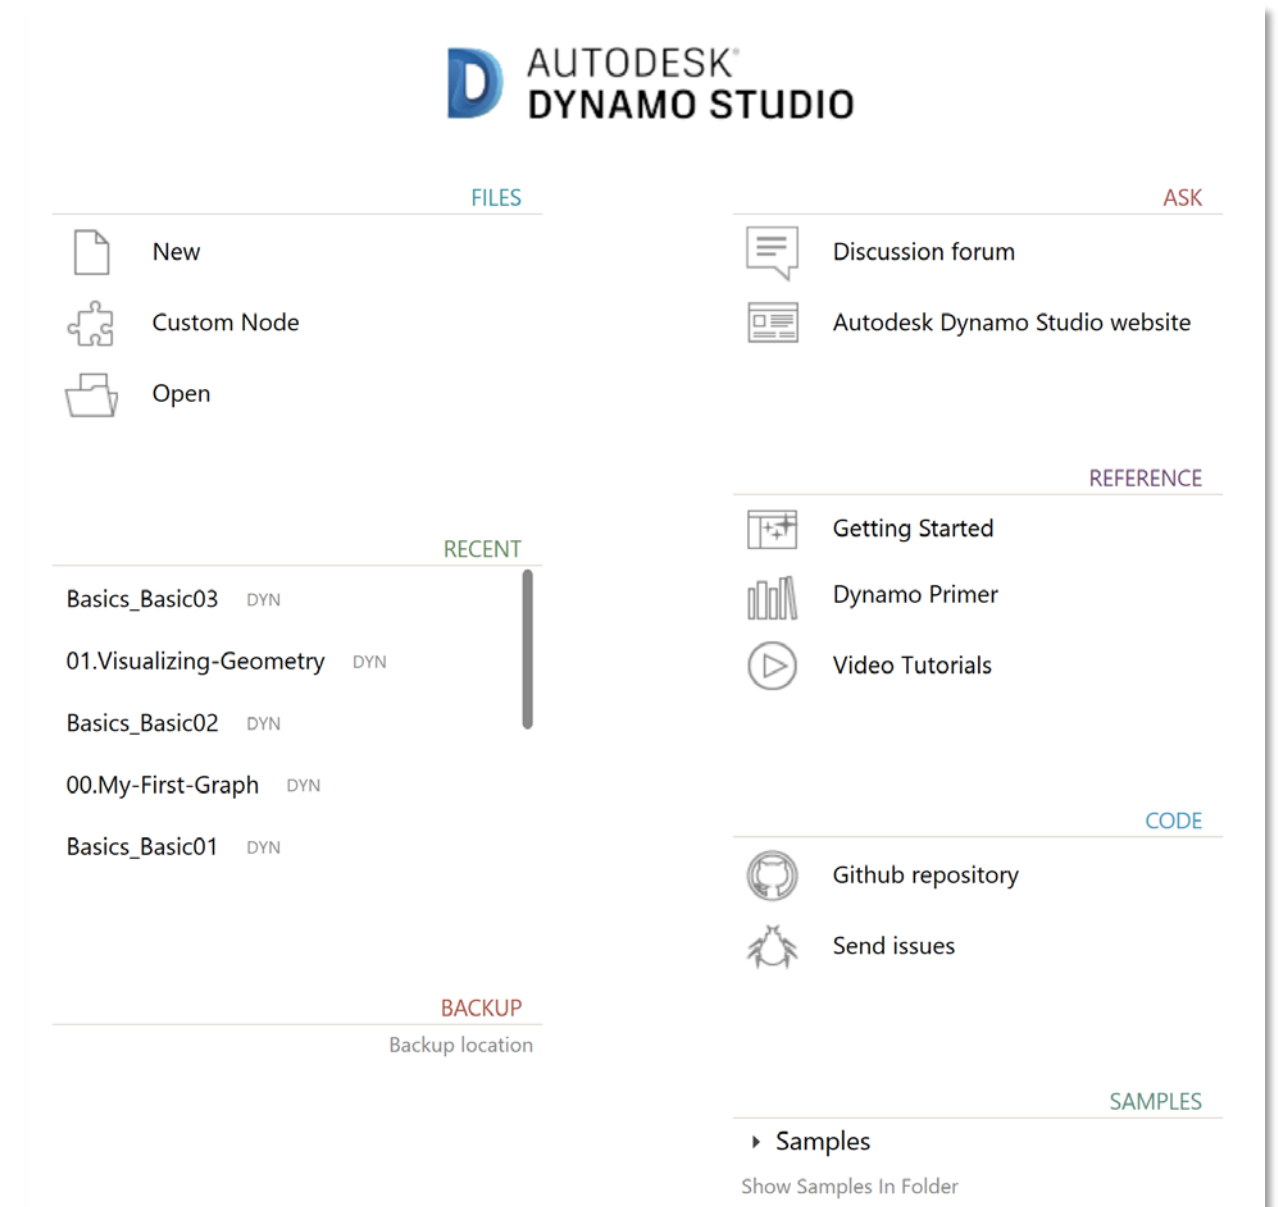 AUTODESK®
DYNAMO STUDIO
FILES
New
Custom Node
Open
RECENT
Basics_Basic03 DYN
01.Visualizing-Geometry DYN
Basics_Basic02 DYN
00.My-First-Graph DYN
Basics_Basic01 DYN
BACKUP
Backup location
ASK
Discussion forum
Autodesk Dynamo Studio website
REFERENCE
Getting Started
Dynamo Primer
Video Tutorials
CODE
Github repository
Send issues
SAMPLES
Samples
Show Samples In Folder